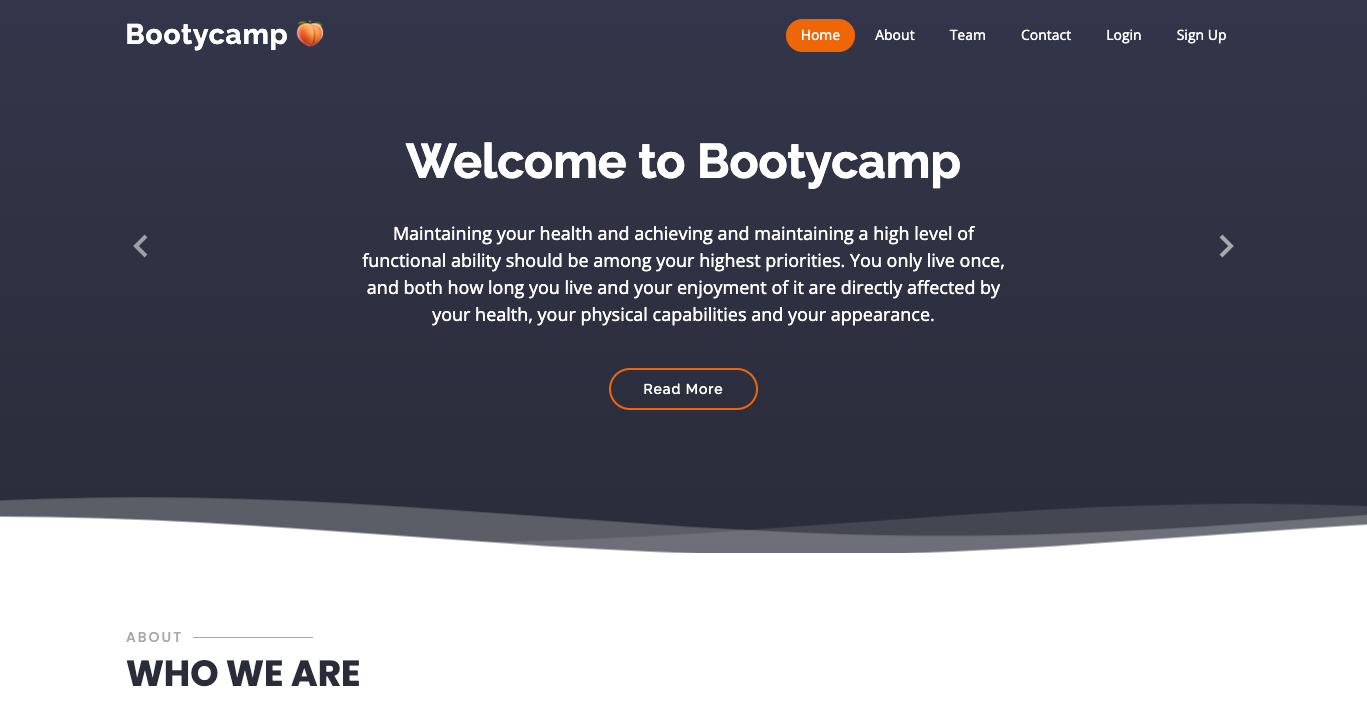 Bootycamp 🍑
Home About Team Contact Login Sign Up
Welcome to Bootycamp
Maintaining your health and achieving and maintaining a high level of
functional ability should be among your highest priorities. You only live once,
and both how long you live and your enjoyment of it are directly affected by
your health, your physical capabilities and your appearance.
Read More
ABOUT
WHO WE ARE